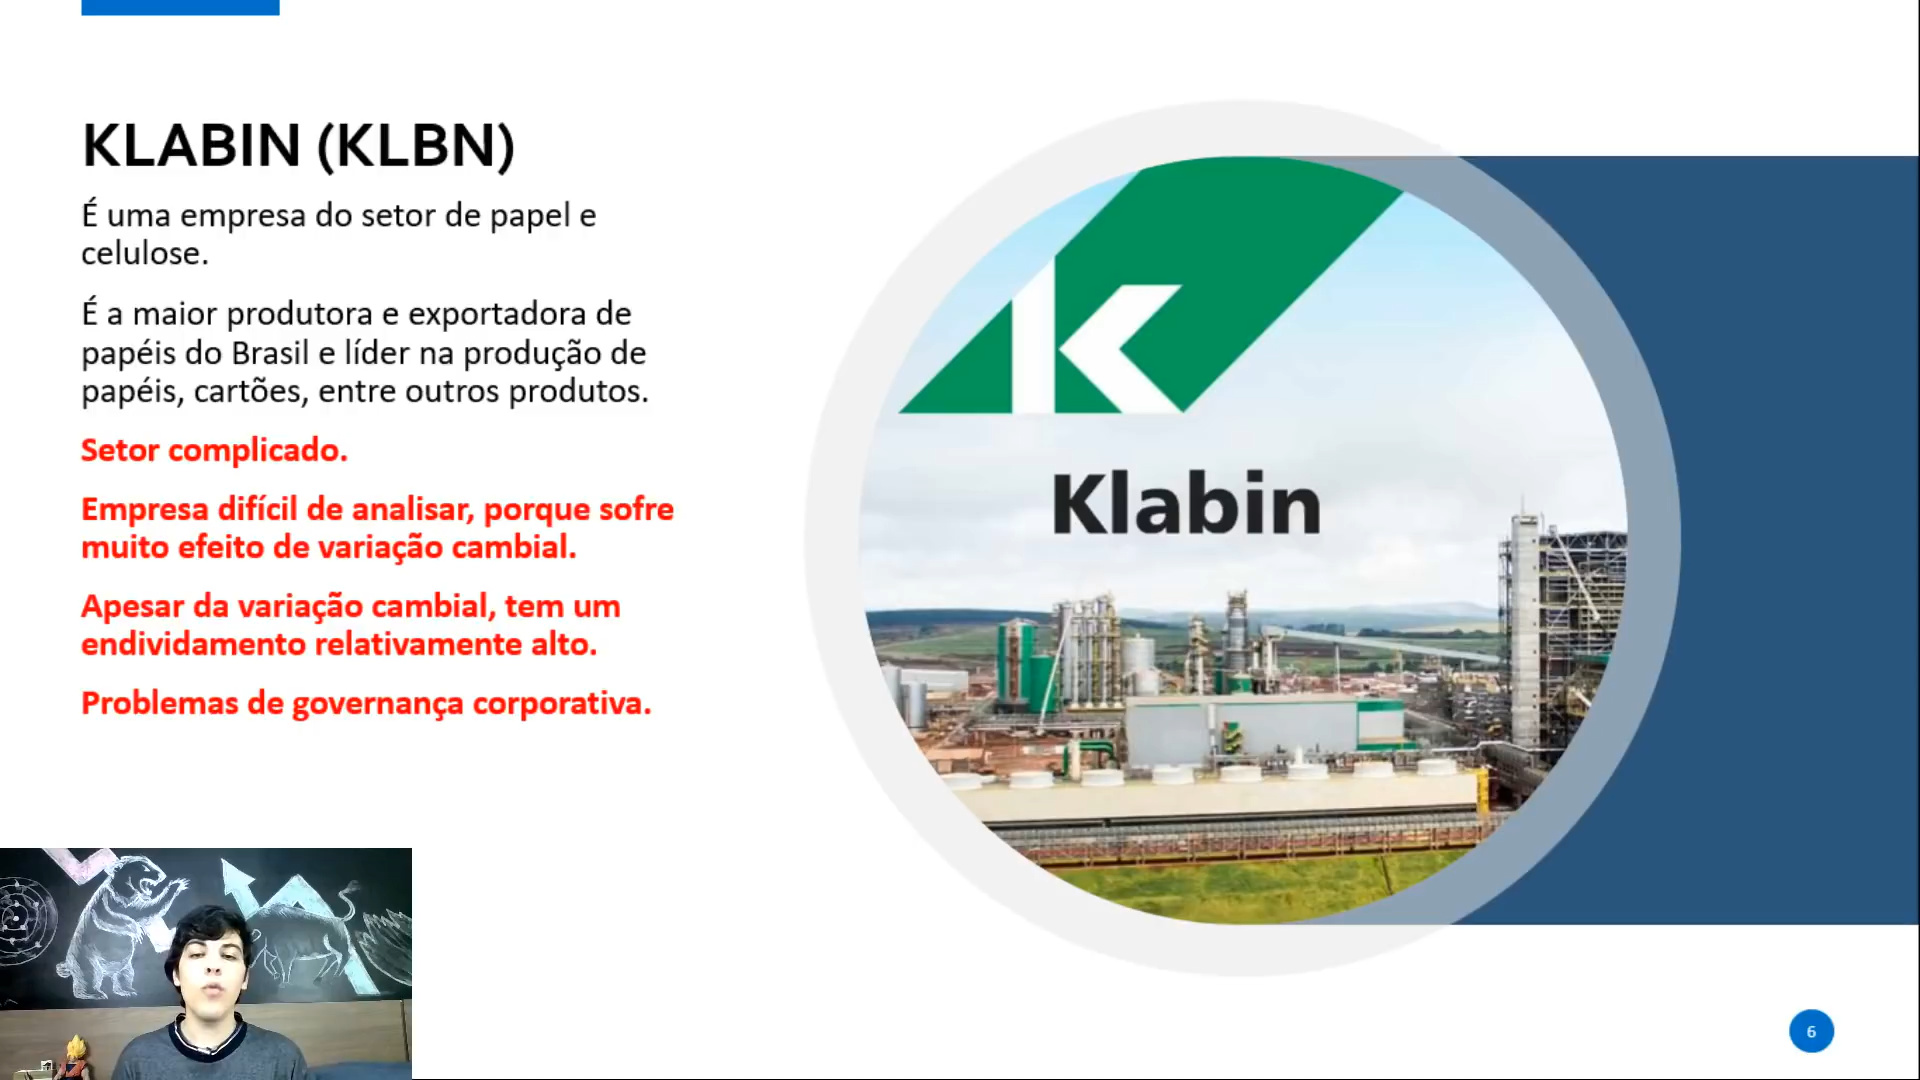 KLABIN (KLBN)
É uma empresa do setor de papel e
celulose.
É a maior produtora e exportadora de
papéis do Brasil e líder na produção de
papéis, cartões, entre outros produtos.
Setor complicado.
Empresa difícil de analisar, porque sofre
muito efeito de variação cambial.
Apesar da variação cambial, tem um
endividamento relativamente alto.
Problemas de governança corporativa.
Klabin
6